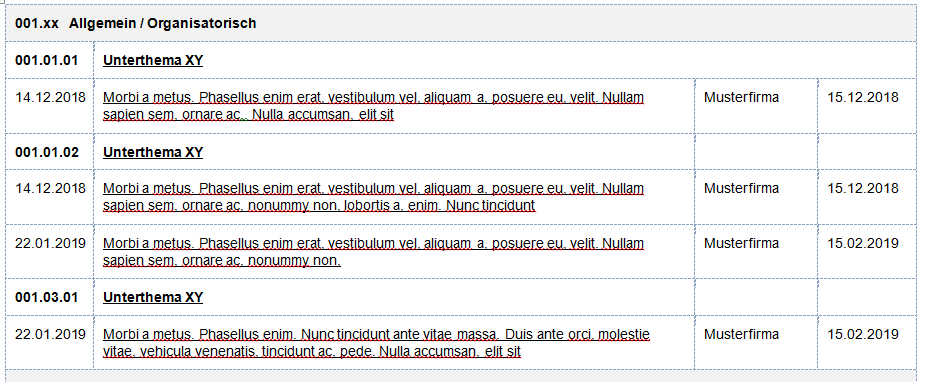 001.xx Allgemein / Organisatorisch
001.01.01 Unterthema XY
14.12.2018 Morbi a metus. Phasellus enim erat, vestibulum vel, aliquam a, posuere eu, velit. Nullam Musterfirma 15.12.2018
sapien sem, ornare ac,. Nulla accumsan, elit sit
001.01.02 Unterthema XY
14.12.2018 Morbi a metus. Phasellus enim erat, vestibulum vel, aliquam a, posuere eu, velit. Nullam Musterfirma 15.12.2018
sapien sem, ornare ac, nonummy non, lobortis a, enim. Nunc tincidunt
22.01.2019 Morbi a metus. Phasellus enim erat, vestibulum vel, aliquam a, posuere eu, velit. Nullam Musterfirma 15.02.2019
sapien sem, ornare ac, nonummy non,
001.03.01 Unterthema XY
22.01.2019 Morbi a metus. Phasellus enim. Nunc tincidunt ante vitae massa. Duis ante orci, molestie Musterfirma 15.02.2019
vitae, vehicula venenatis, tincidunt ac, pede. Nulla accumsan, elit sit